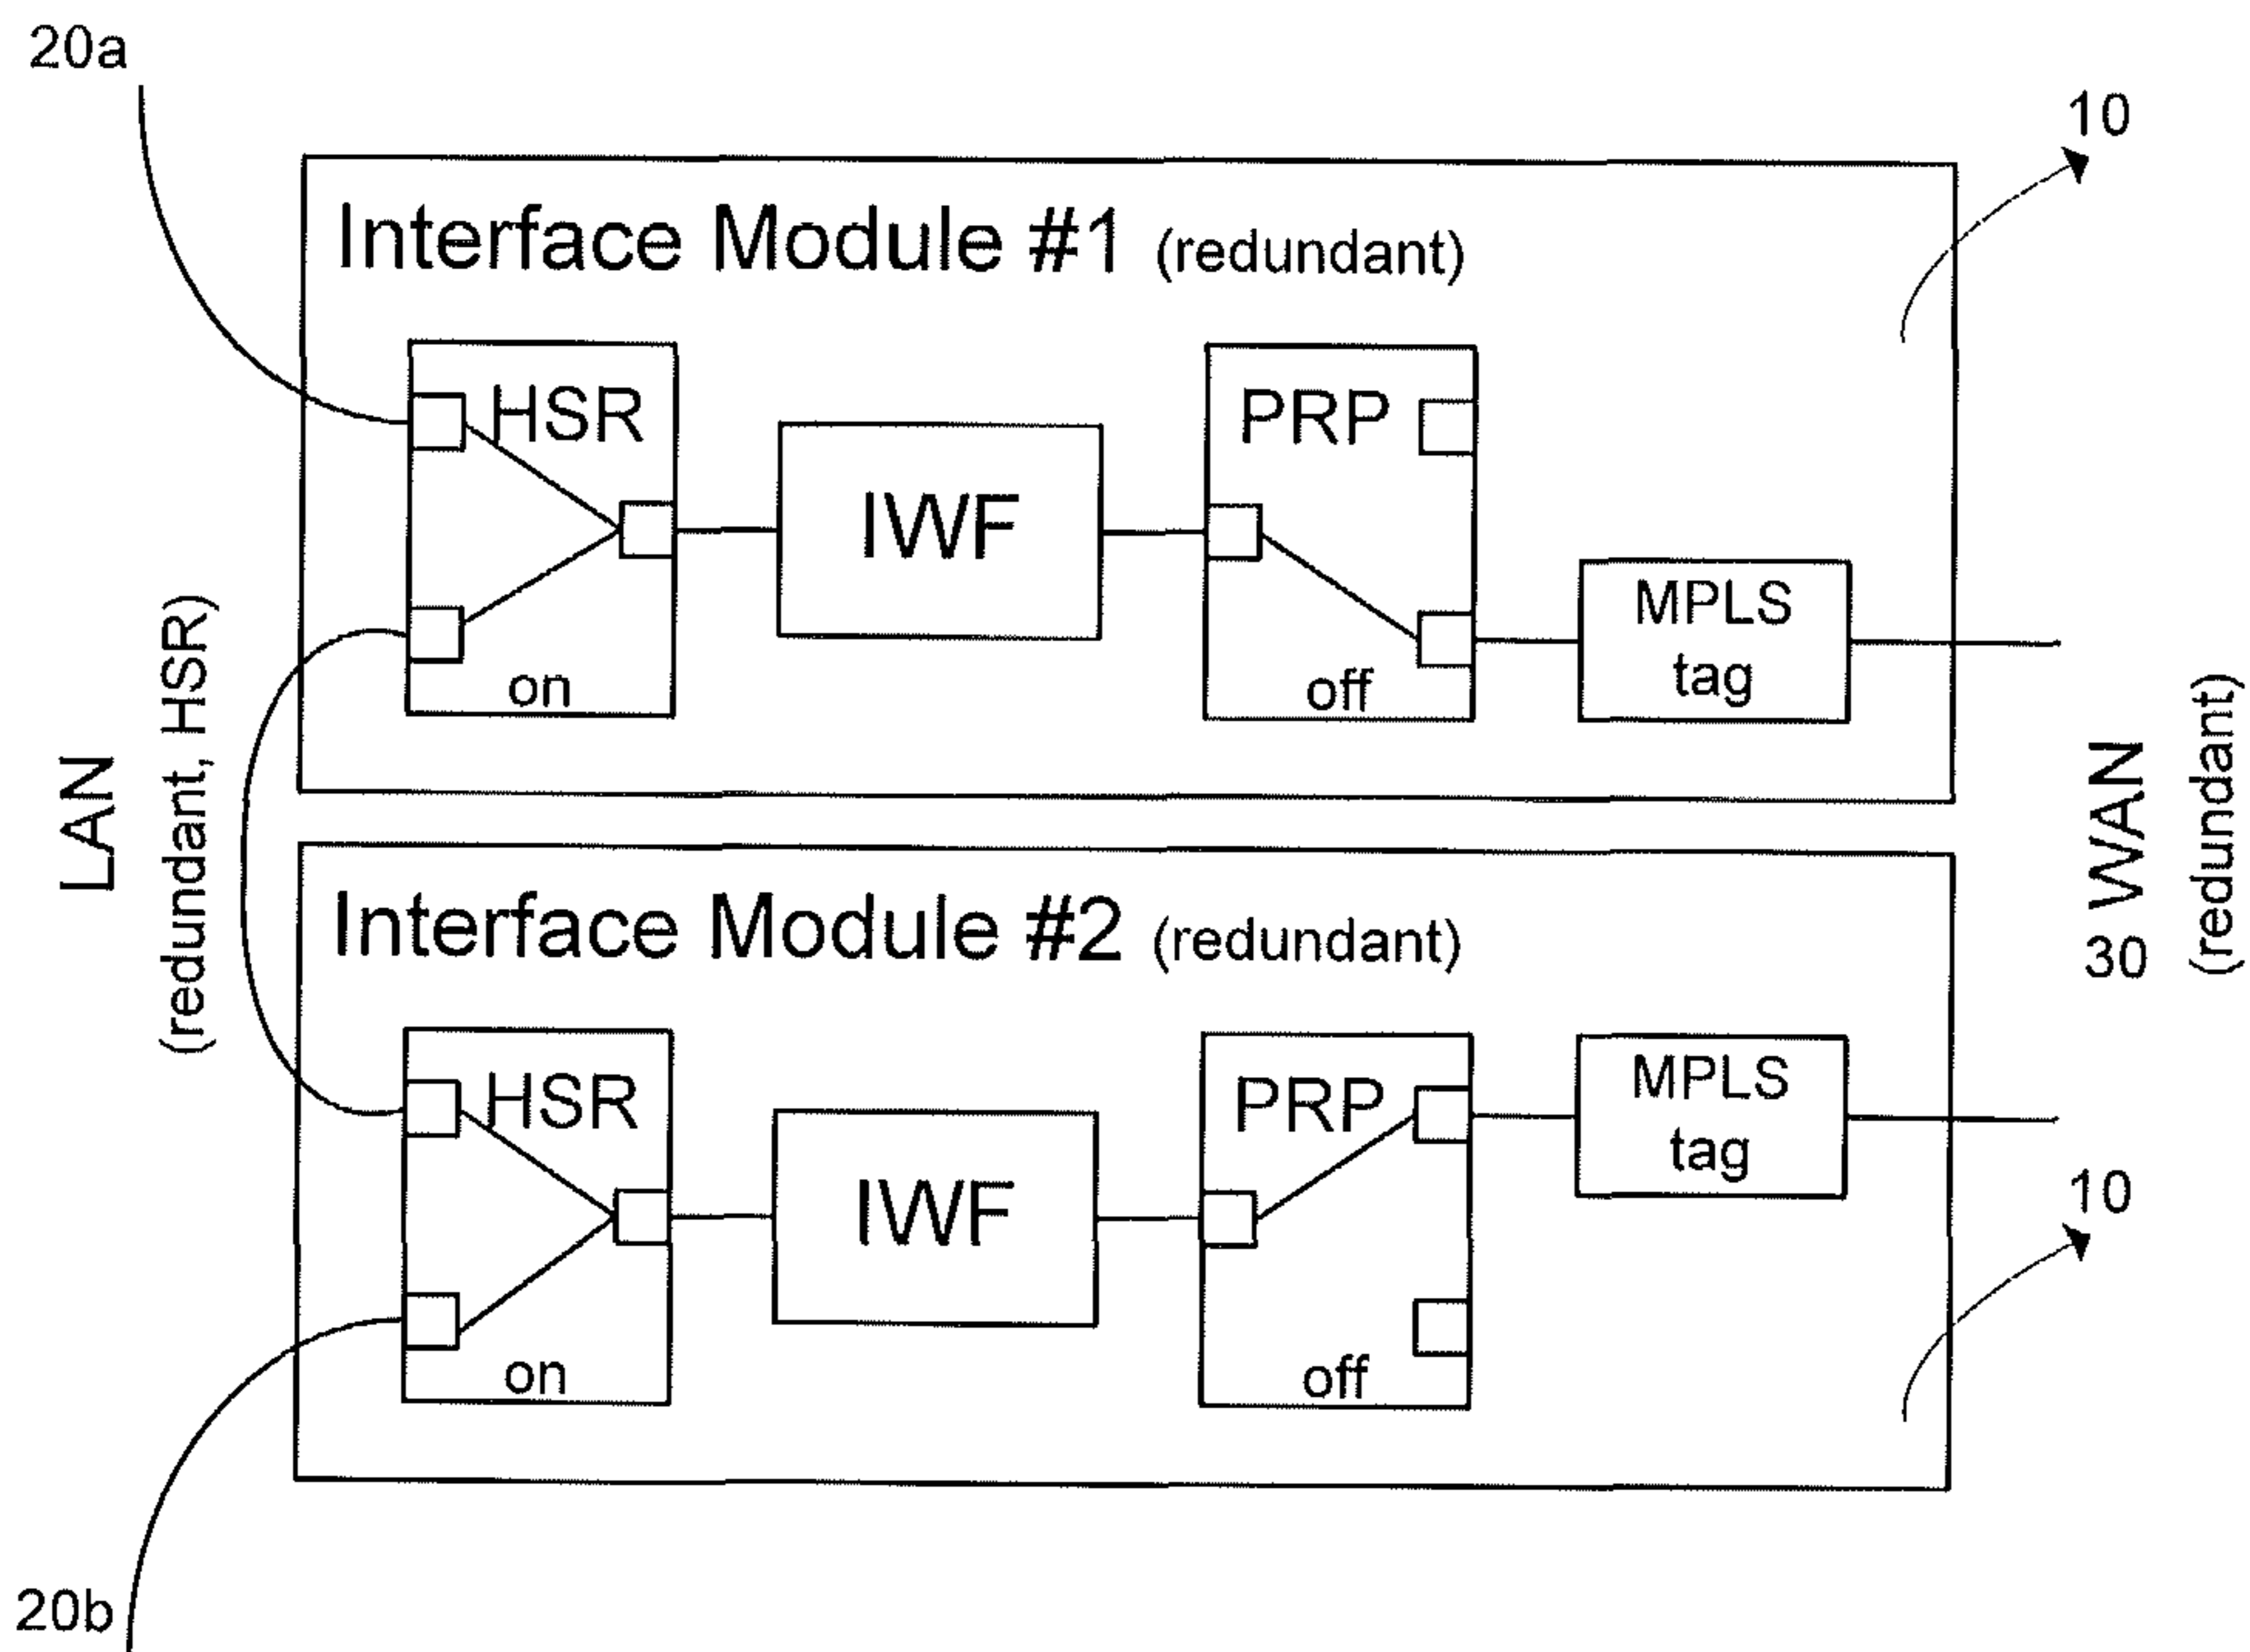 20a
10
Interface Module #1 (redundant)
HSR
on
IWF
PRP
off
MPLS
tag
LAN
(redundant, HSR)
WAN
30
(redundant)
Interface Module #2 (redundant)
HSR
on
IWF
PRP
off
MPLS
tag
10
20b